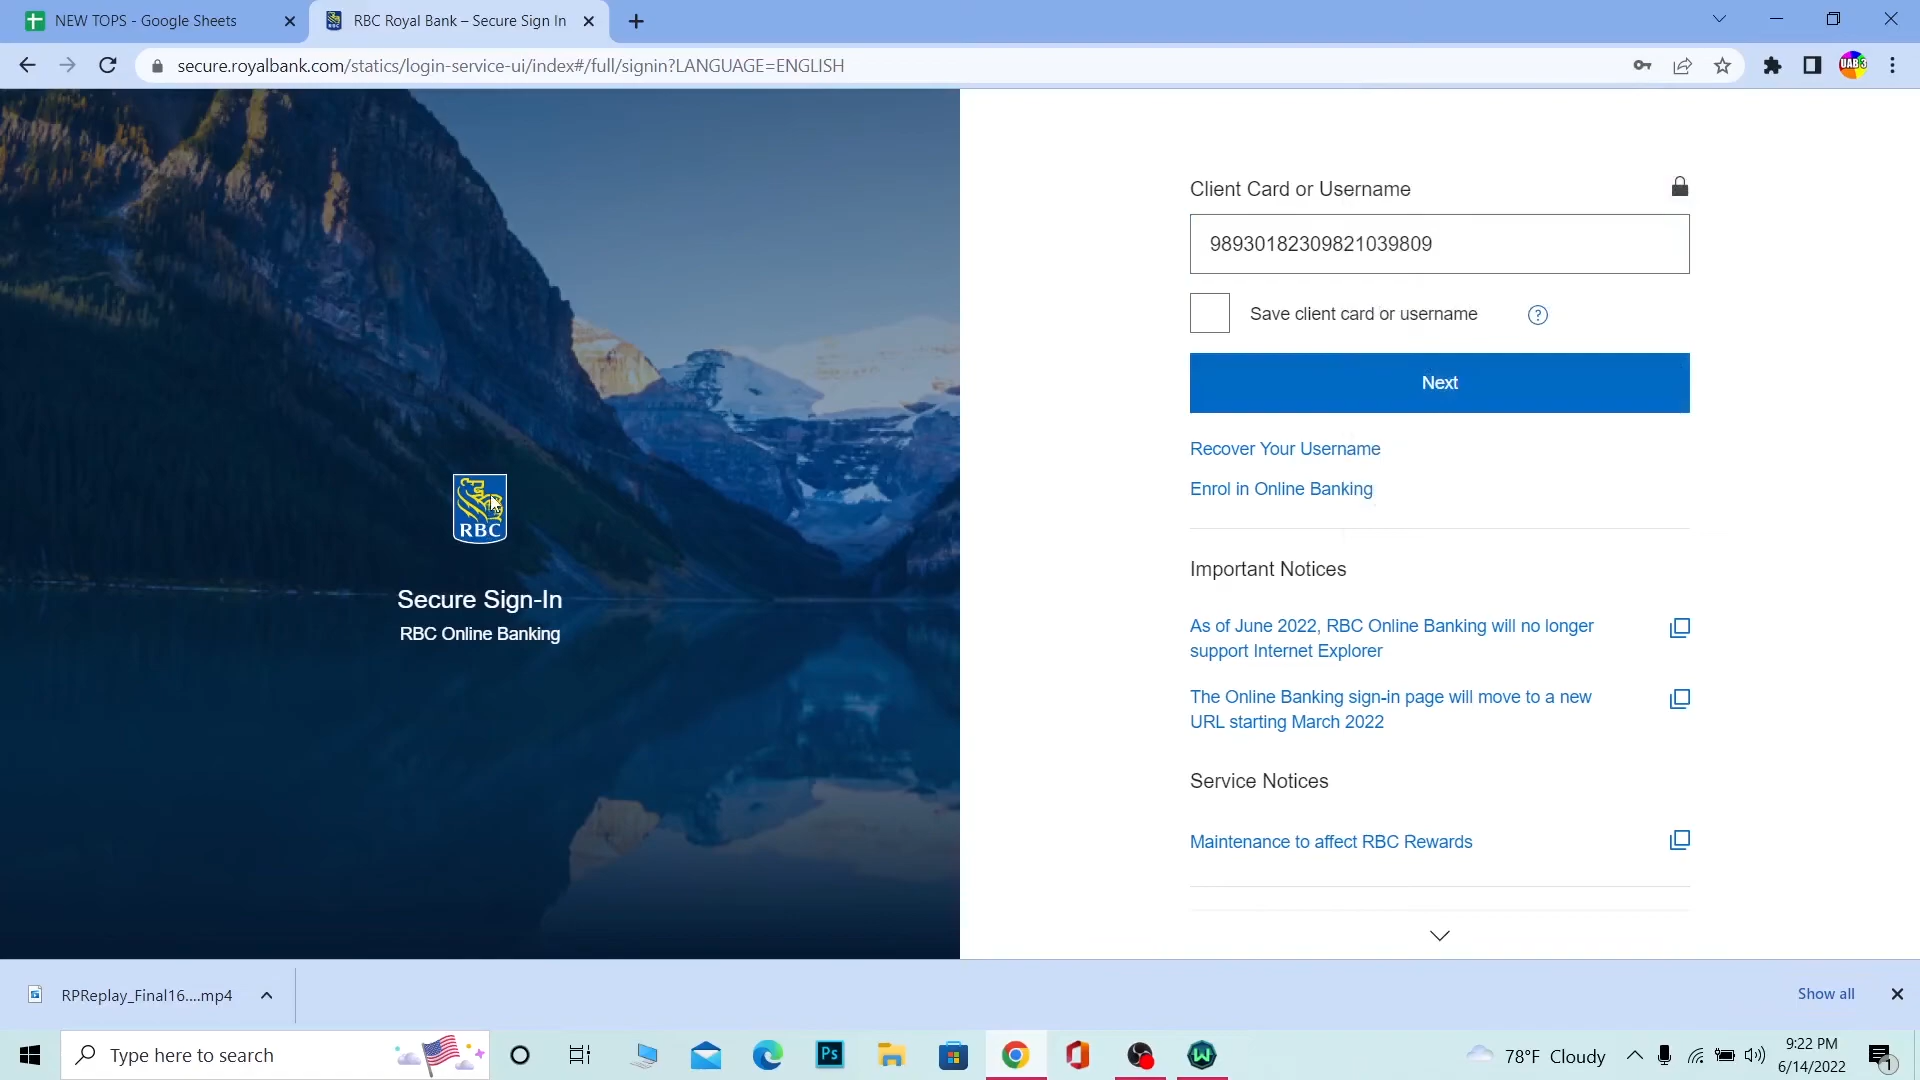 NEW TOPS - Google Sheets
RBC Royal Bank – Secure Sign In
secure.royalbank.com/statics/login-service-ui/index#/full/signin?LANGUAGE=ENGLISH
UAB 3
Client Card or Username
98930182309821039809
Save client card or username
?
Next
Recover Your Username
Enrol in Online Banking
RBC
Secure Sign-In
RBC Online Banking
Important Notices
As of June 2022, RBC Online Banking will no longer
support Internet Explorer
The Online Banking sign-in page will move to a new
URL starting March 2022
Service Notices
Maintenance to affect RBC Rewards
RPReplay_Final16....mp4
Show all
Type here to search
Ps
78°F Cloudy
9:22 PM
6/14/2022
1